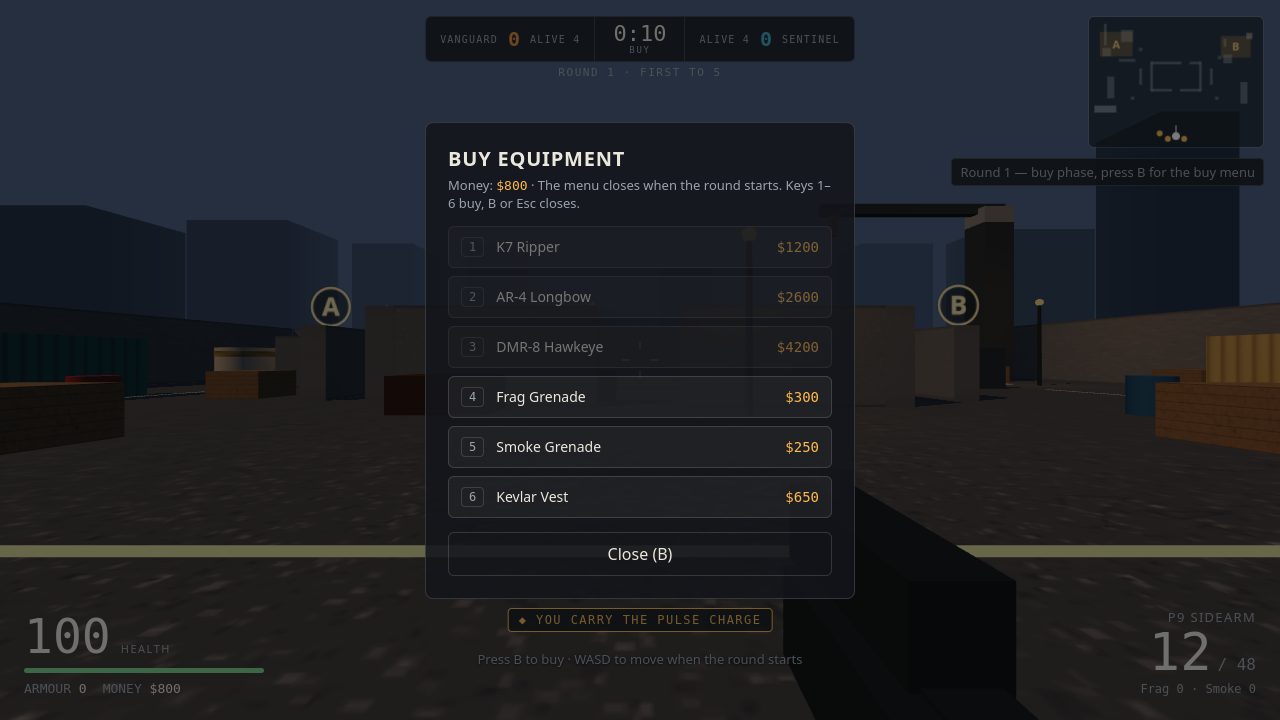 VANGUARD 0 ALIVE 4
0:10
BUY
ALIVE 4 0 SENTINEL
ROUND 1 · FIRST TO 5
A
B
Round 1 — buy phase, press B for the buy menu
BUY EQUIPMENT
Money: $800 · The menu closes when the round starts. Keys 1–
6 buy, B or Esc closes.
1 K7 Ripper $1200
2 AR-4 Longbow $2600
3 DMR-8 Hawkeye $4200
4 Frag Grenade $300
5 Smoke Grenade $250
6 Kevlar Vest $650
Close (B)
A
B
◆ YOU CARRY THE PULSE CHARGE
Press B to buy · WASD to move when the round starts
100 HEALTH
ARMOUR 0 MONEY $800
P9 SIDEARM
12 / 48
Frag 0 · Smoke 0